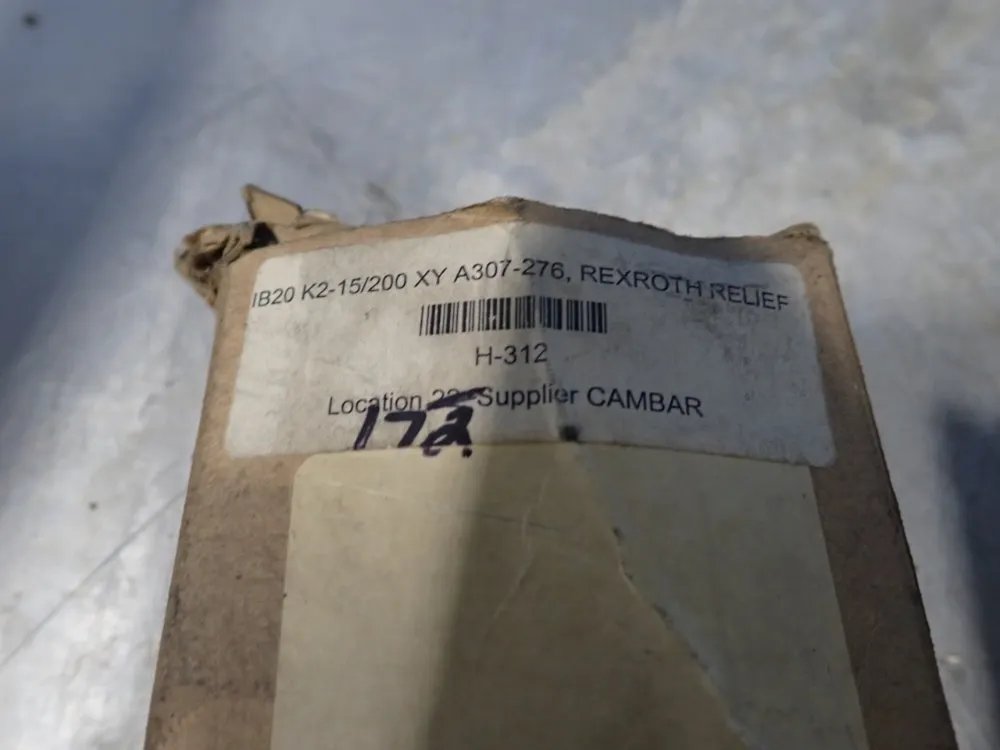 IB20 K2-15/200 XY A307-276, REXROTH RELIEF
H-312
Location Supplier CAMBAR
172